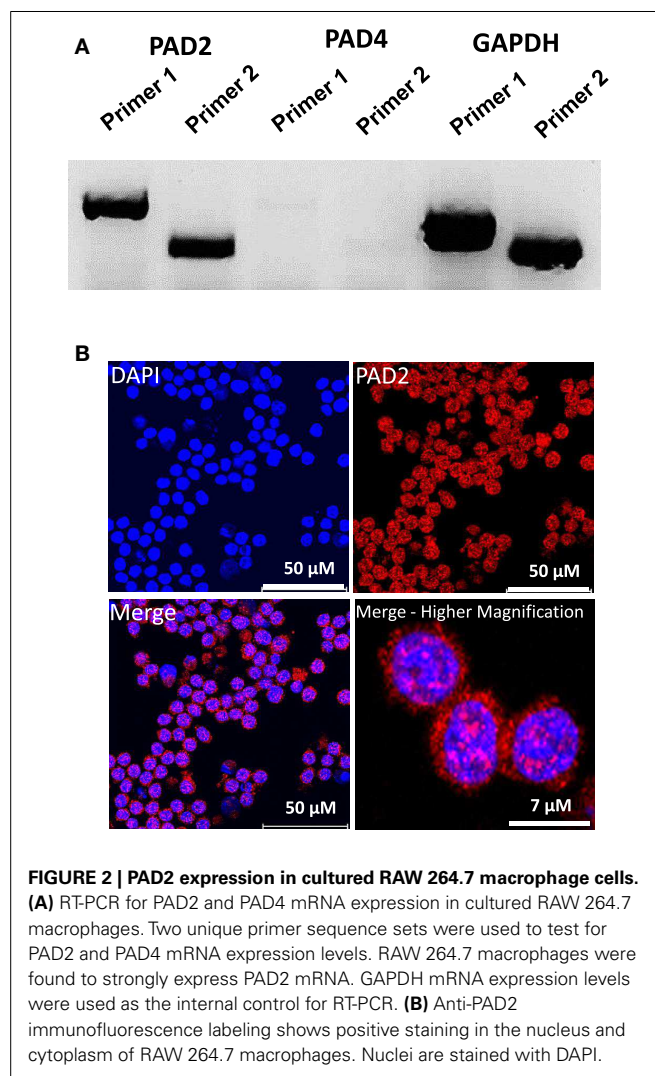 A
PAD2 PAD4 GAPDH
Primer 1 Primer 2 Primer 1 Primer 2 Primer 1 Primer 2
B
DAPI PAD2
50 µM 50 µM
Merge Merge - Higher Magnification
50 µM 7 µM
FIGURE 2 | PAD2 expression in cultured RAW 264.7 macrophage cells.
(A) RT-PCR for PAD2 and PAD4 mRNA expression in cultured RAW 264.7
macrophages. Two unique primer sequence sets were used to test for
PAD2 and PAD4 mRNA expression levels. RAW 264.7 macrophages were
found to strongly express PAD2 mRNA. GAPDH mRNA expression levels
were used as the internal control for RT-PCR. (B) Anti-PAD2
immunofluorescence labeling shows positive staining in the nucleus and
cytoplasm of RAW 264.7 macrophages. Nuclei are stained with DAPI.